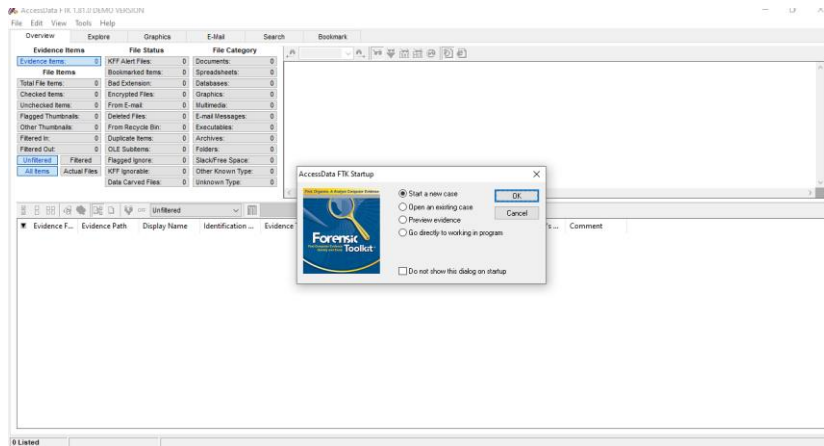 AccessData FTK 1.81.0 DEMO VERSION
File Edit View Tools Help
Overview Explore Graphics E-Mail Search Bookmark
Evidence Items File Status File Category
Evidence Items: 0 KFF Alert Files: 0 Documents: 0
File Items Bookmarked Items: 0 Spreadsheets: 0
Total File Items: 0 Bad Extension: 0 Databases: 0
Checked Items: 0 Encrypted Files: 0 Graphics: 0
Unchecked Items: 0 From E-mail: 0 Multimedia: 0
Flagged Thumbnails: 0 Deleted Files: 0 E-mail Messages: 0
Other Thumbnails: 0 From Recycle Bin: 0 Executables: 0
Filtered In: 0 Duplicate Items: 0 Archives: 0
Filtered Out: 0 OLE Subitems: 0 Folders: 0
Unfiltered Filtered Flagged Ignore: 0 Slack/Free Space: 0
All Items Actual Files KFF Ignorable: 0 Other Known Type: 0
Data Carved Files: 0 Unknown Type: 0
Unfiltered
Evidence F... Evidence Path Display Name Identification ... Evidence 's ... Comment
AccessData FTK Startup
Forensic
Toolkit
Start a new case
Open an existing case
Preview evidence
Go directly to working in program
Do not show this dialog on startup
OK
Cancel
0 Listed